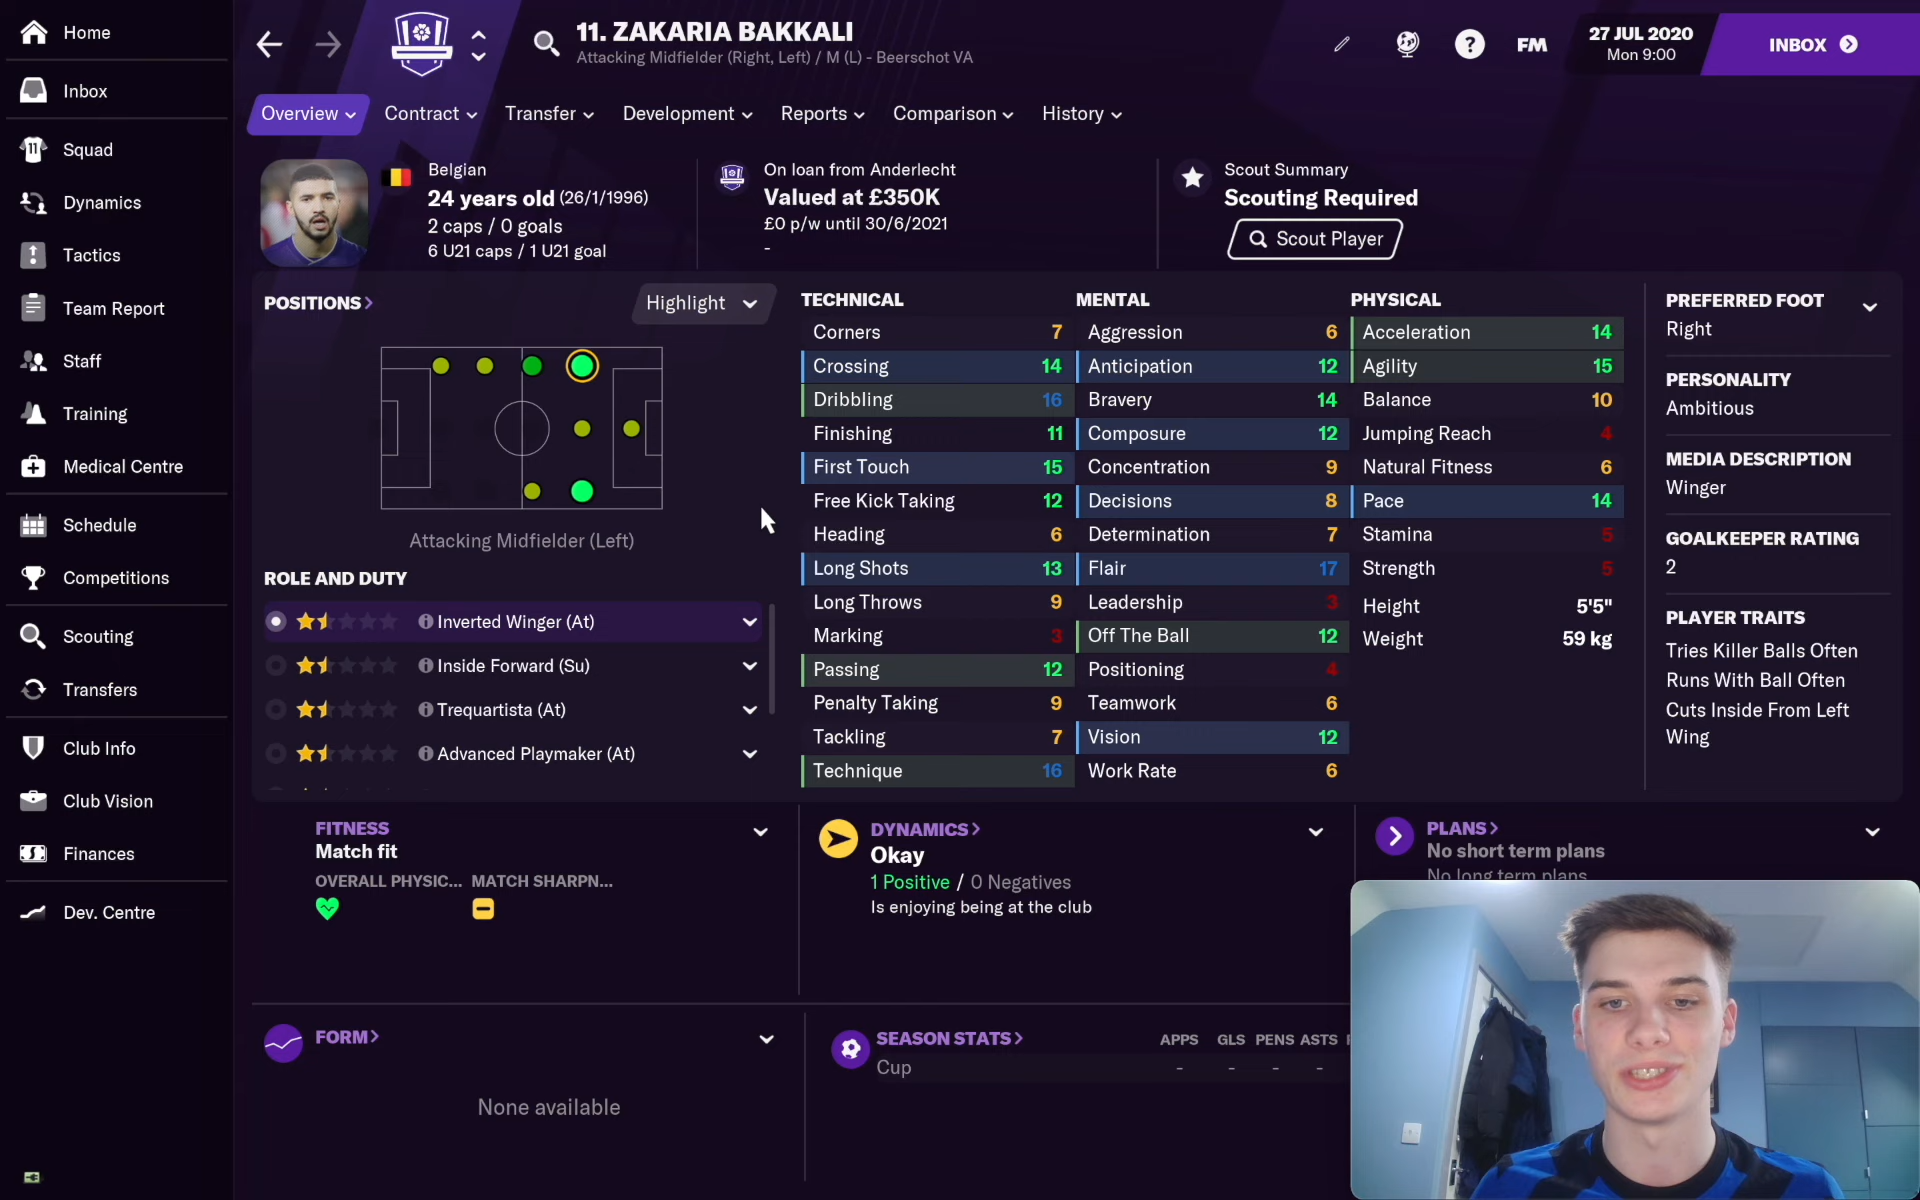 Home
Inbox
Squad
Dynamics
Tactics
Team Report
Staff
Training
Medical Centre
Schedule
Competitions
Scouting
Transfers
Club Info
Club Vision
Finances
Dev. Centre
11. ZAKARIA BAKKALI
Attacking Midfielder (Right, Left) / M (L) - Beerschot VA
FM
27 JUL 2020
Mon 9:00
INBOX
Overview
Contract
Transfer
Development
Reports
Comparison
History
Belgian
24 years old (26/1/1996)
2 caps / 0 goals
6 U21 caps / 1 U21 goal
On loan from Anderlecht
Valued at £350K
£0 p/w until 30/6/2021
-
Scout Summary
Scouting Required
Scout Player
POSITIONS
Highlight
Attacking Midfielder (Left)
ROLE AND DUTY
Inverted Winger (At)
Inside Forward (Su)
Trequartista (At)
Advanced Playmaker (At)
TECHNICAL
Corners 7
Crossing 14
Dribbling 16
Finishing 11
First Touch 15
Free Kick Taking 12
Heading 6
Long Shots 13
Long Throws 9
Marking 3
Passing 12
Penalty Taking 9
Tackling 7
Technique 16
MENTAL
Aggression 6
Anticipation 12
Bravery 14
Composure 12
Concentration 9
Decisions 8
Determination 7
Flair 17
Leadership 3
Off The Ball 12
Positioning 4
Teamwork 6
Vision 12
Work Rate 6
PHYSICAL
Acceleration 14
Agility 15
Balance 10
Jumping Reach 4
Natural Fitness 6
Pace 14
Stamina 5
Strength 5
Height 5'5"
Weight 59 kg
PREFERRED FOOT
Right
PERSONALITY
Ambitious
MEDIA DESCRIPTION
Winger
GOALKEEPER RATING
2
PLAYER TRAITS
Tries Killer Balls Often
Runs With Ball Often
Cuts Inside From Left
Wing
FITNESS
Match fit
OVERALL PHYSIC... MATCH SHARPN...
DYNAMICS
Okay
1 Positive / 0 Negatives
Is enjoying being at the club
PLANS
No short term plans
No long term plans
FORM
None available
SEASON STATS
APPS GLS PENS ASTS
Cup - - - -